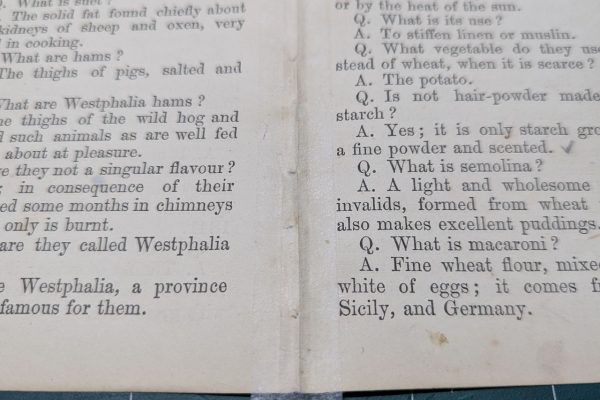 . What is suet ?
. The solid fat found chiefly about
kidneys of sheep and oxen, very
in cooking.
What are hams ?
The thighs of pigs, salted and
What are Westphalia hams ?
thighs of the wild hog and
such animals as are well fed
about at pleasure.
they not a singular flavour ?
; in consequence of their
some months in chimneys
only is burnt.
are they called Westphalia
Westphalia, a province
famous for them.
or by the heat of the sun.
Q. What is its use ?
A. To stiffen linen or muslin.
Q. What vegetable do they use
stead of wheat, when it is scarce ?
A. The potato.
Q. Is not hair-powder made
starch ?
A. Yes ; it is only starch gro
a fine powder and scented.
Q. What is semolina ?
A. A light and wholesome
invalids, formed from wheat
also makes excellent puddings.
Q. What is macaroni ?
A. Fine wheat flour, mixe
white of eggs ; it comes f
Sicily, and Germany.